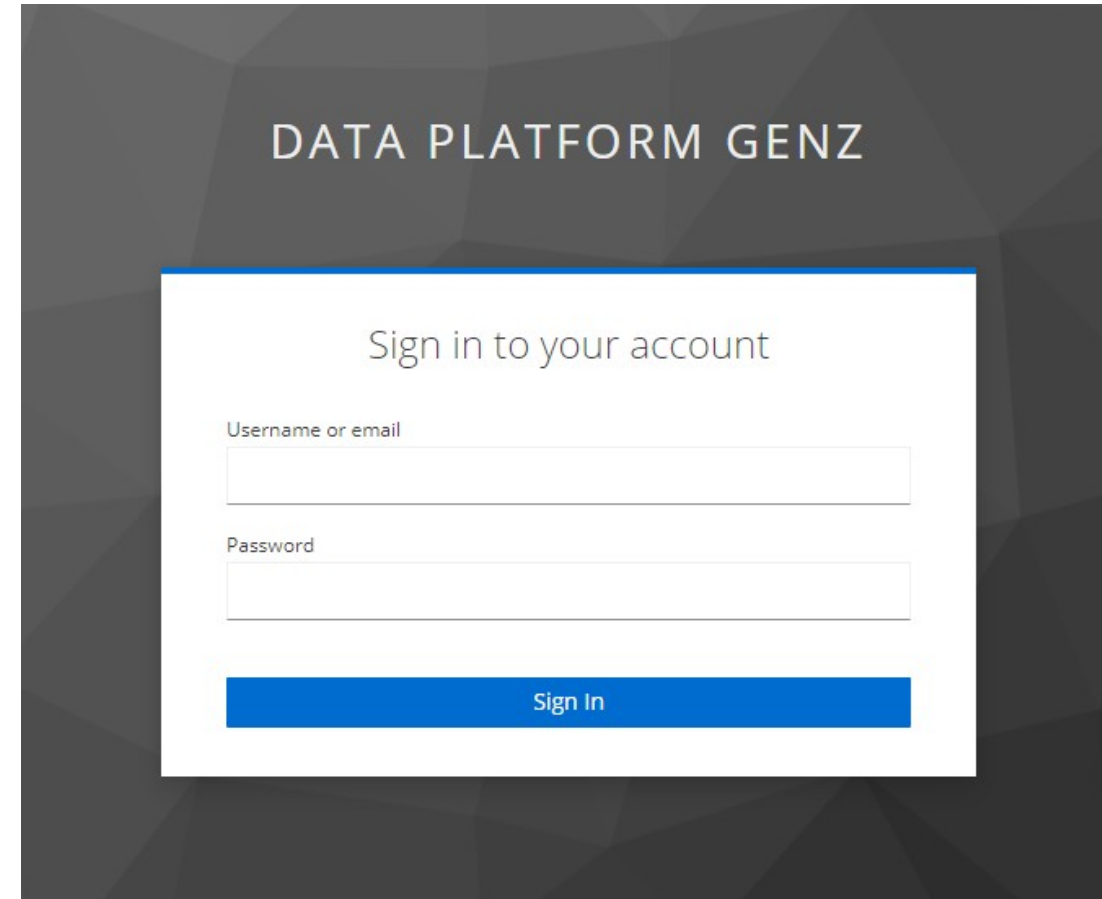 DATA PLATFORM GENZ
Sign in to your account
Username or email
Password
Sign In